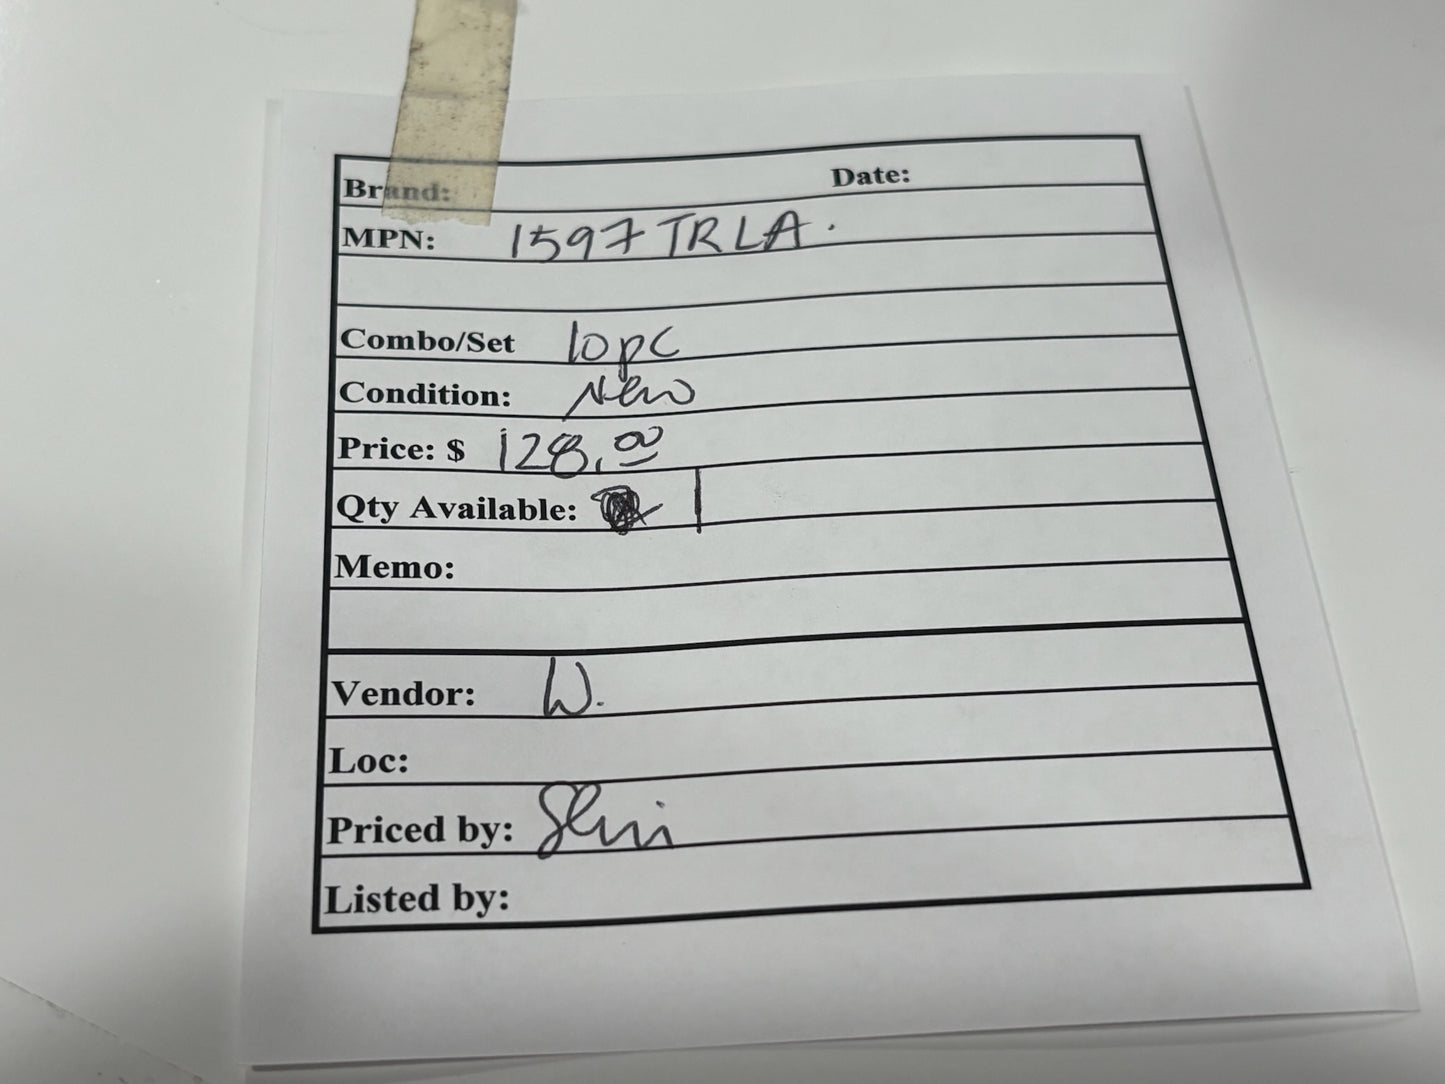 Brand: Date:
MPN: 1597TRLA.
Combo/Set 10pc
Condition: New
Price: $ 128.00
Qty Available: 1
Memo:
Vendor: W.
Loc:
Priced by:
Listed by: